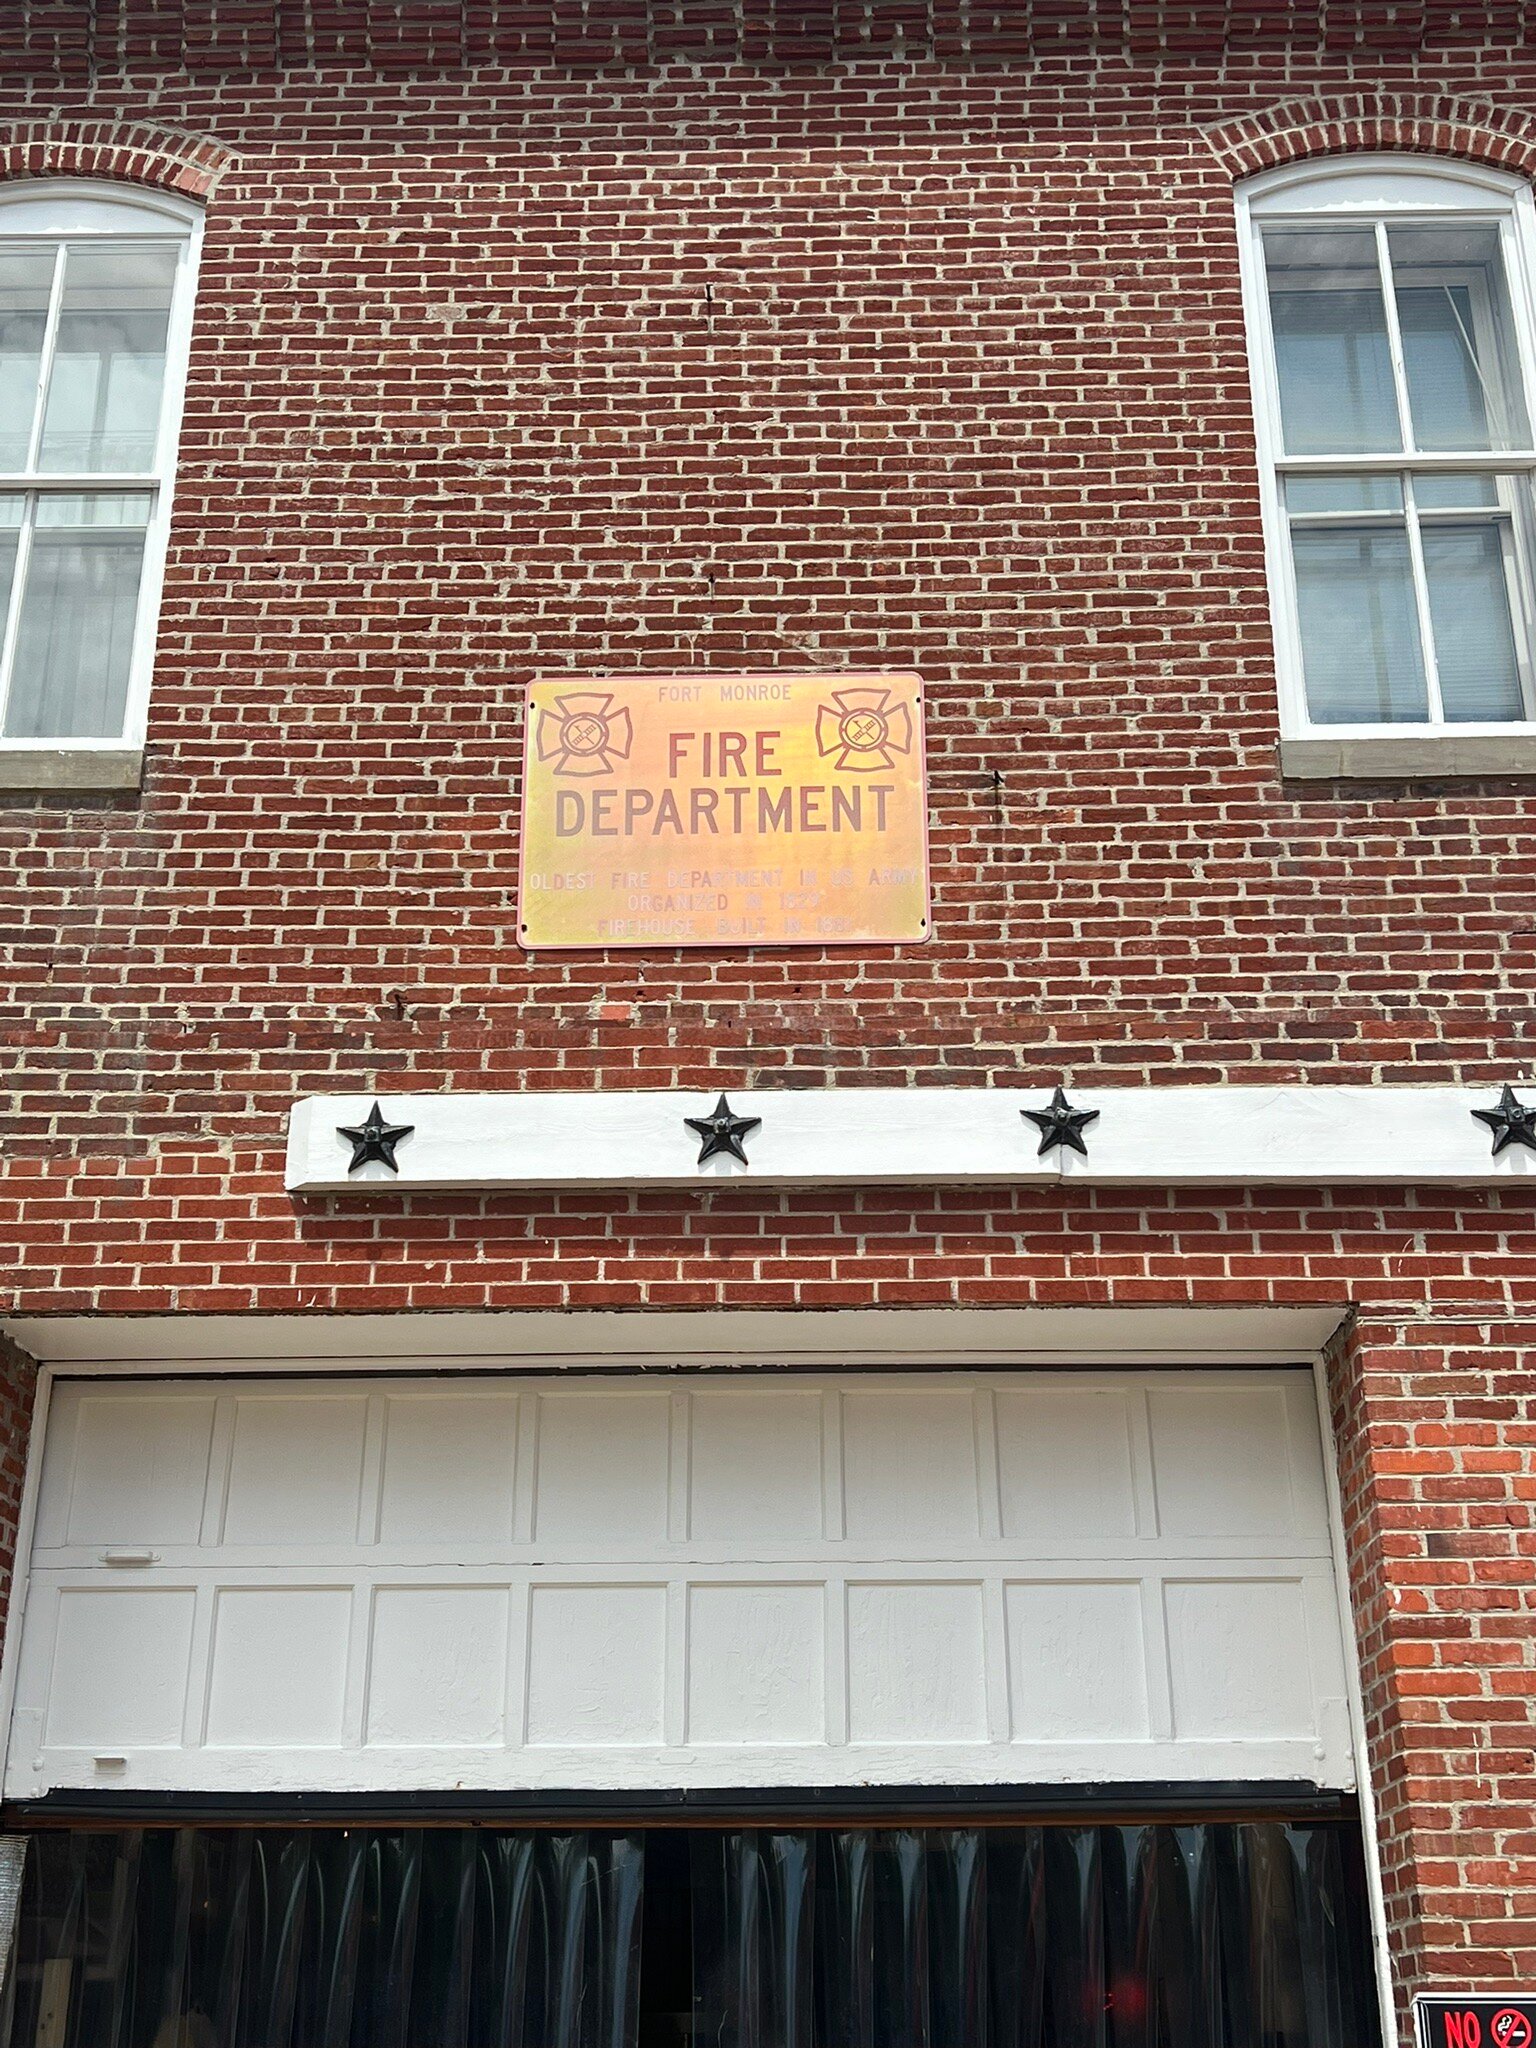 FORT MONROE
FIRE
DEPARTMENT
OLDEST FIRE DEPARTMENT IN US ARMY
ORGANIZED IN
FIREHOUSE BUILT IN
NO